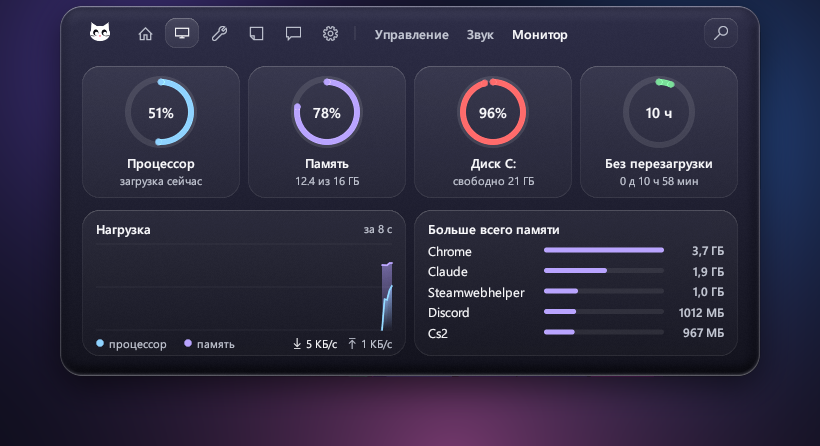 Управление Звук Монитор
51% 78% 96% 10 ч
Процессор Память Диск C: Без перезагрузки
загрузка сейчас 12.4 из 16 ГБ свободно 21 ГБ 0 д 10 ч 58 мин
Нагрузка за 8 с
процессор память 5 КБ/с 1 КБ/с
Больше всего памяти
Chrome 3,7 ГБ
Claude 1,9 ГБ
Steamwebhelper 1,0 ГБ
Discord 1012 МБ
Cs2 967 МБ